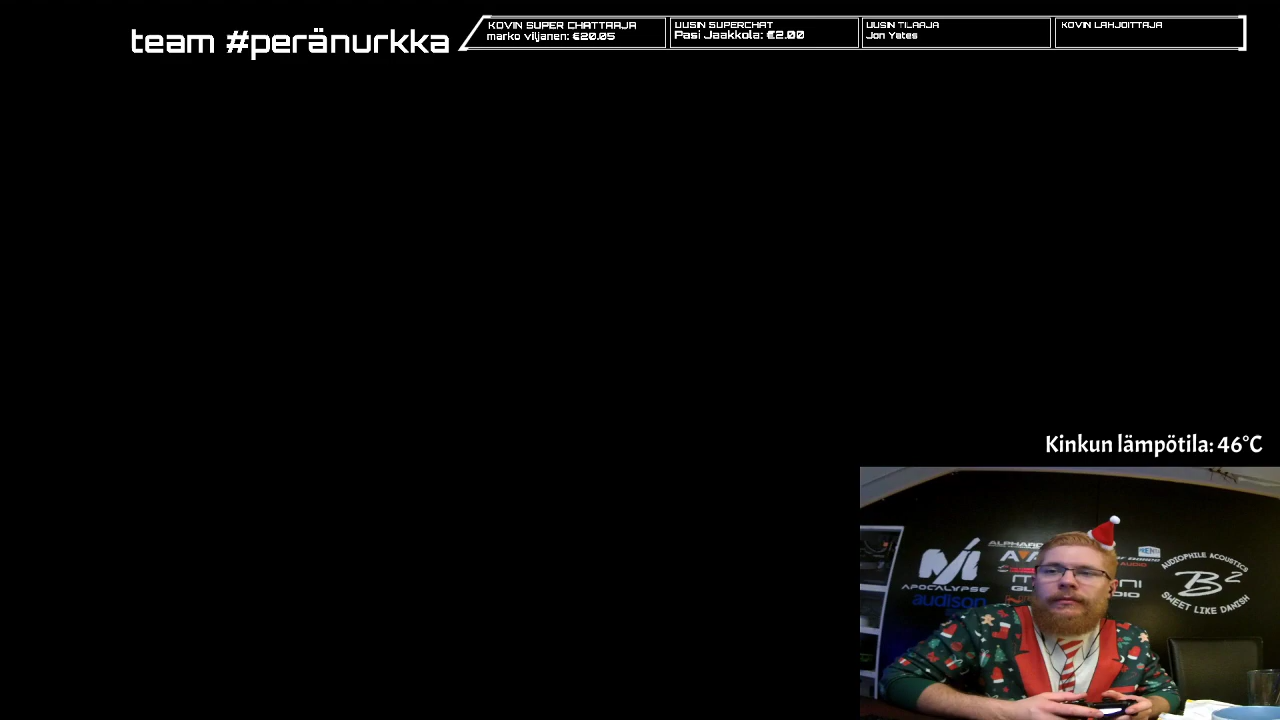 team #peränurkka
KOVIN SUPER CHATTAAJA
marko viljanen: €20.05
UUSIN SUPERCHAT
Pasi Jaakkola: €2.00
UUSIN TILAAJA
Jon Yates
KOVIN LAHJOITTAJA
Kinkun lämpötila: 46°C
APOCALYPSE
audison
AUDIOPHILE ACOUSTICS
B²
SWEET LIKE DANISH